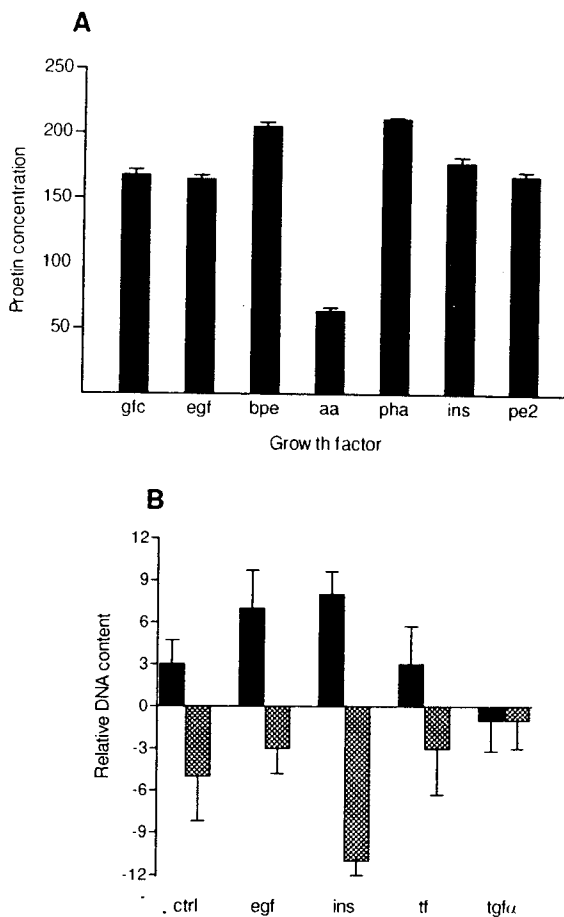 A
250
200
150
100
50
Proetin concentration
gfc egf bpe aa pha ins pe2
Growth factor
B
12
9
6
3
0
-3
-6
-9
-12
Relative DNA content
ctrl egf ins tf tgfα